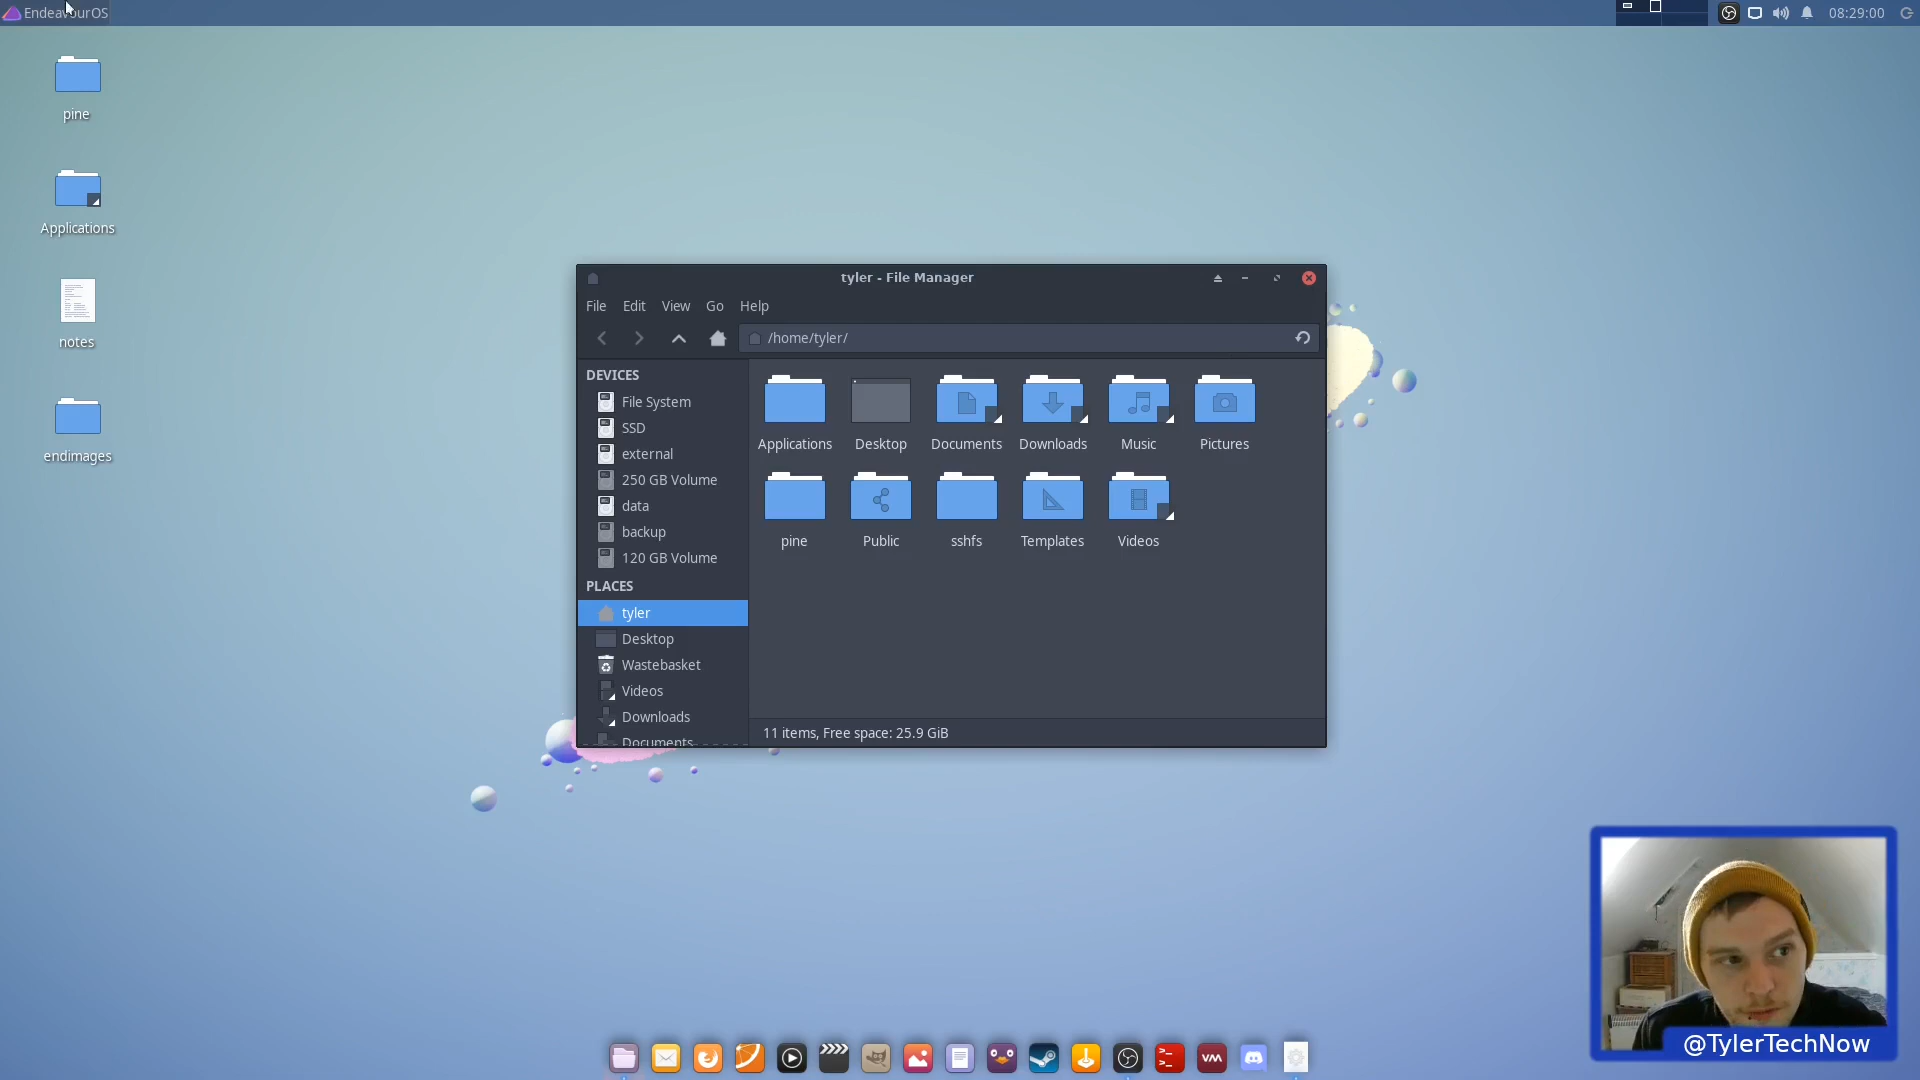 EndeavourOS
08:29:00
pine
Applications
notes
endimages
tyler - File Manager
File Edit View Go Help
/home/tyler/
DEVICES
File System
SSD
external
250 GB Volume
data
backup
120 GB Volume
PLACES
tyler
Desktop
Wastebasket
Videos
Downloads
Documents
Applications Desktop Documents Downloads Music Pictures
pine Public sshfs Templates Videos
11 items, Free space: 25.9 GiB
VM
@TylerTechNow